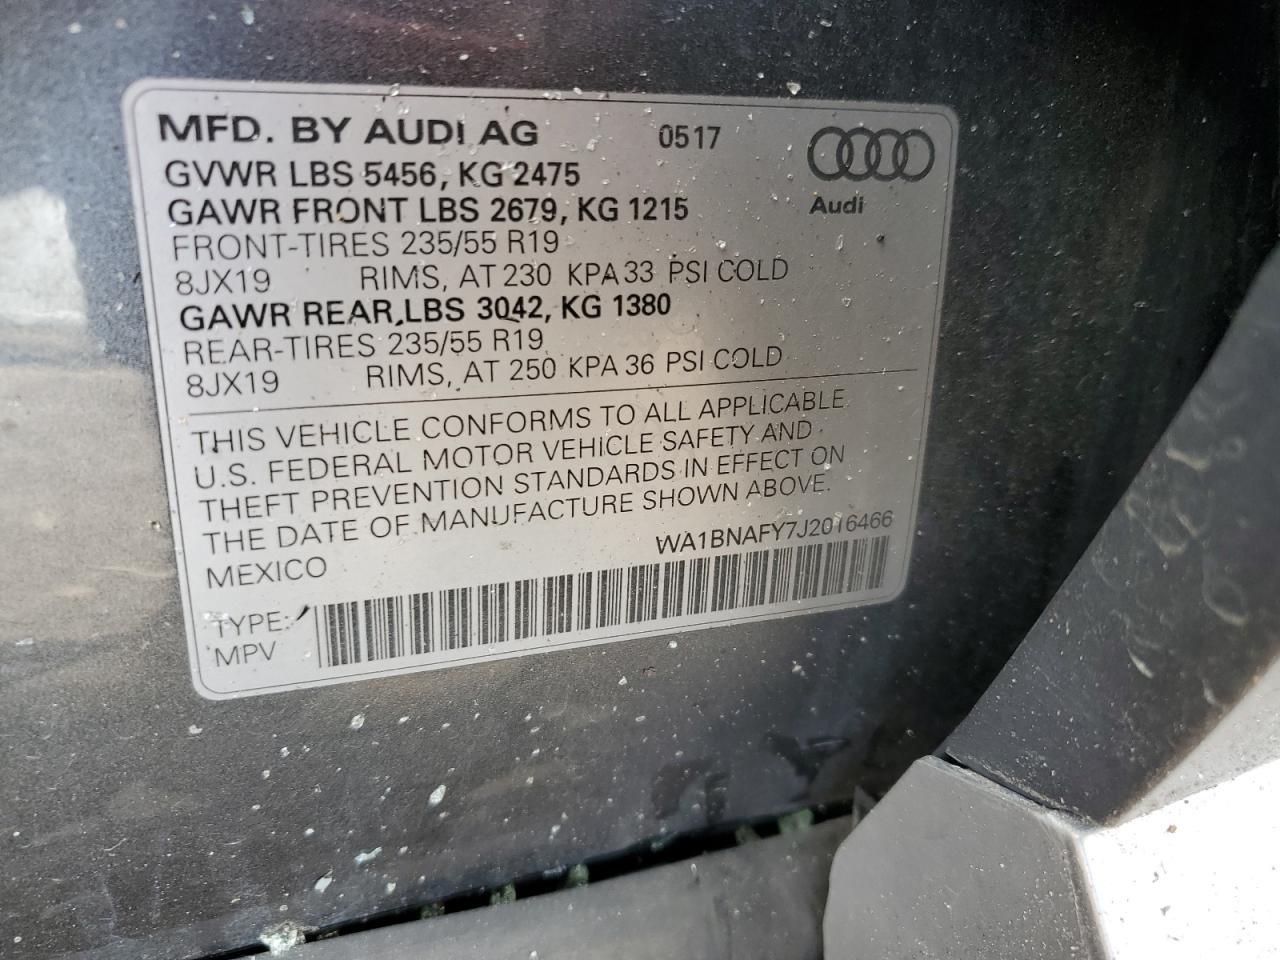 MFD. BY AUDI AG 0517
GVWR LBS 5456, KG 2475
GAWR FRONT LBS 2679, KG 1215
Audi
FRONT-TIRES 235/55 R19
8JX19 RIMS, AT 230 KPA 33 PSI COLD
GAWR REAR LBS 3042, KG 1380
REAR-TIRES 235/55 R19
8JX19 RIMS, AT 250 KPA 36 PSI COLD
THIS VEHICLE CONFORMS TO ALL APPLICABLE
U.S. FEDERAL MOTOR VEHICLE SAFETY AND
THEFT PREVENTION STANDARDS IN EFFECT ON
THE DATE OF MANUFACTURE SHOWN ABOVE.
MEXICO WA1BNAFY7J2016466
TYPE:
MPV